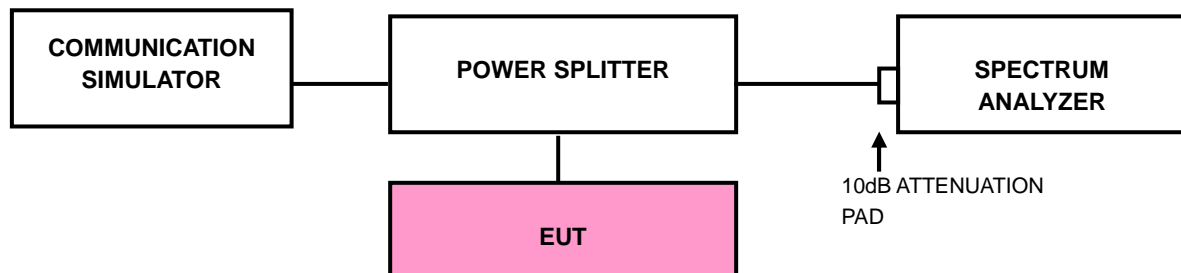 COMMUNICATION
SIMULATOR
POWER SPLITTER
SPECTRUM
ANALYZER
10dB ATTENUATION
PAD
EUT